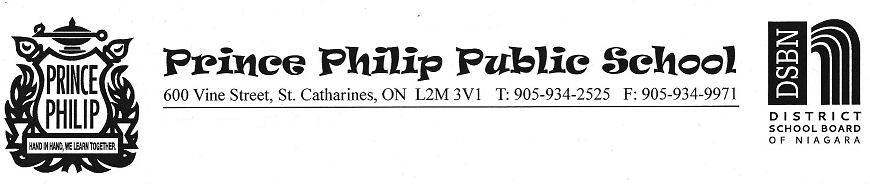 PRINCE
PHILIP
HAND IN HAND, WE LEARN TOGETHER.
Prince Philip Public School
600 Vine Street, St. Catharines, ON L2M 3V1 T: 905-934-2525 F: 905-934-9971
DSBN
DISTRICT
SCHOOL BOARD
OF NIAGARA